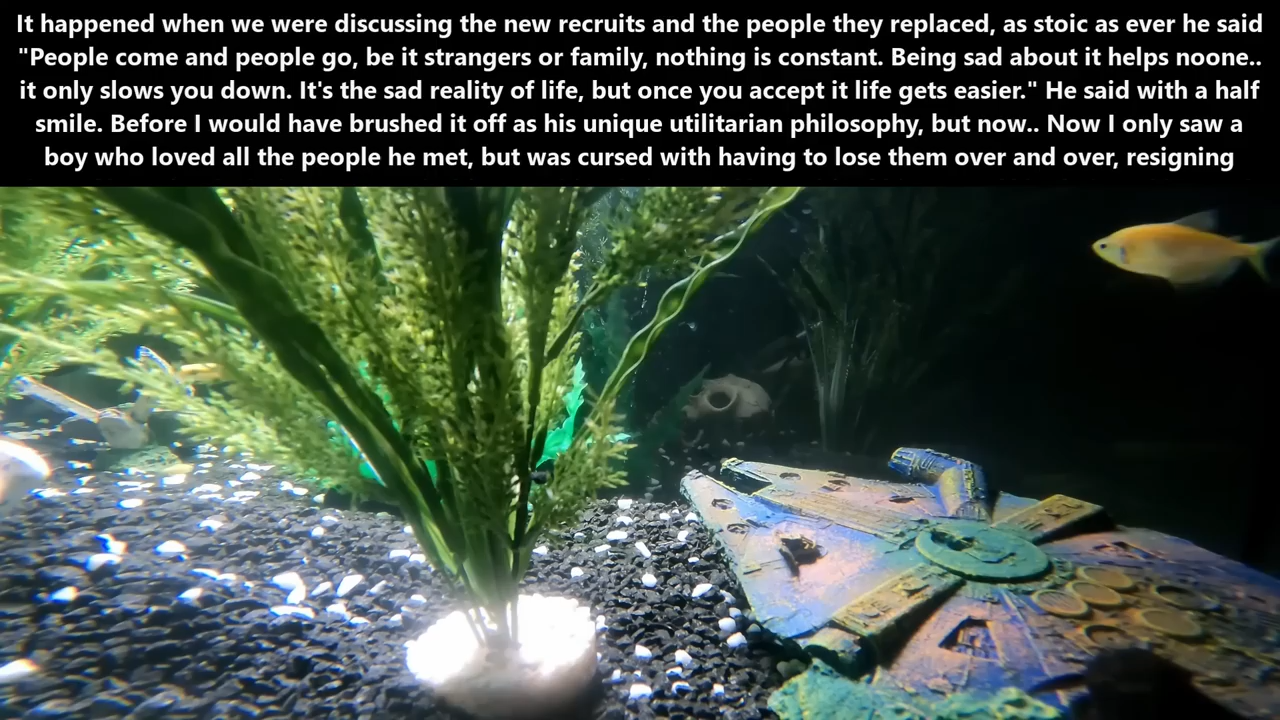 It happened when we were discussing the new recruits and the people they replaced, as stoic as ever he said
"People come and people go, be it strangers or family, nothing is constant. Being sad about it helps noone..
it only slows you down. It's the sad reality of life, but once you accept it life gets easier." He said with a half
smile. Before I would have brushed it off as his unique utilitarian philosophy, but now.. Now I only saw a
boy who loved all the people he met, but was cursed with having to lose them over and over, resigning